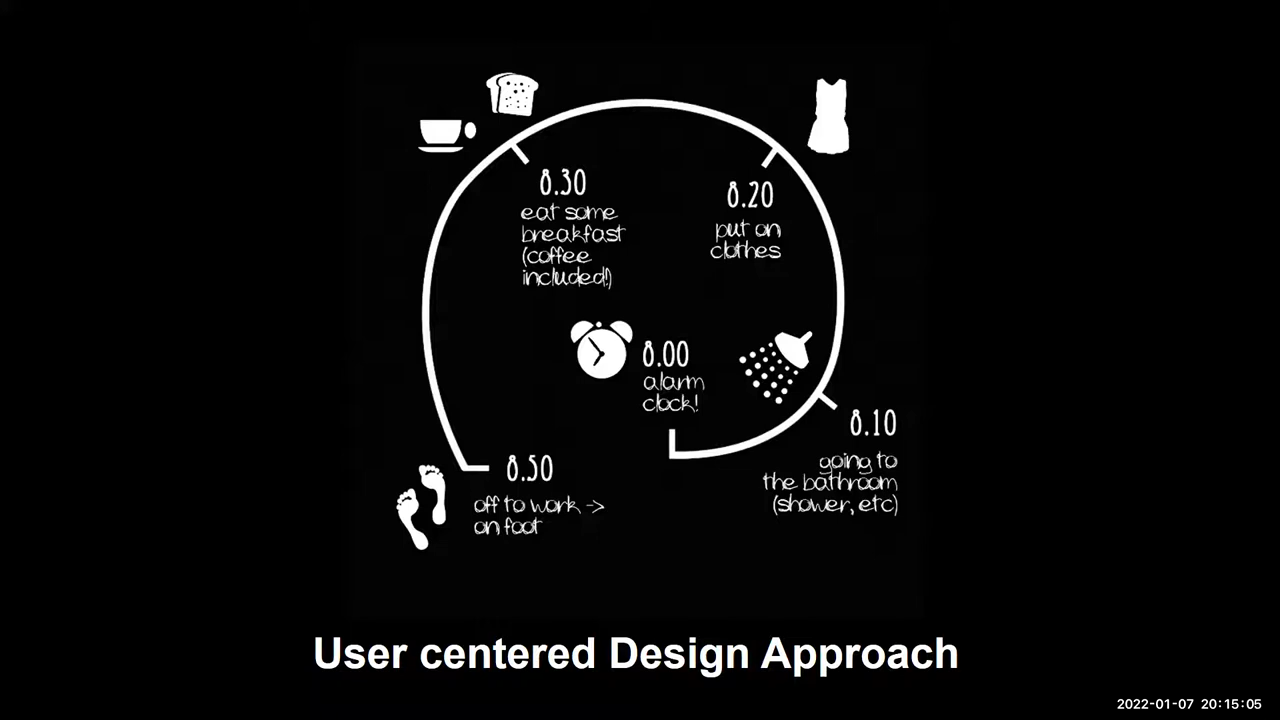 8.30
eat some
breakfast
(coffee
included!)
8.20
put on
clothes
8.00
alarm
clock!
8.10
going to
the bathroom
(shower, etc)
8.50
off to work ->
on foot
User centered Design Approach
2022-01-07 20:15:05